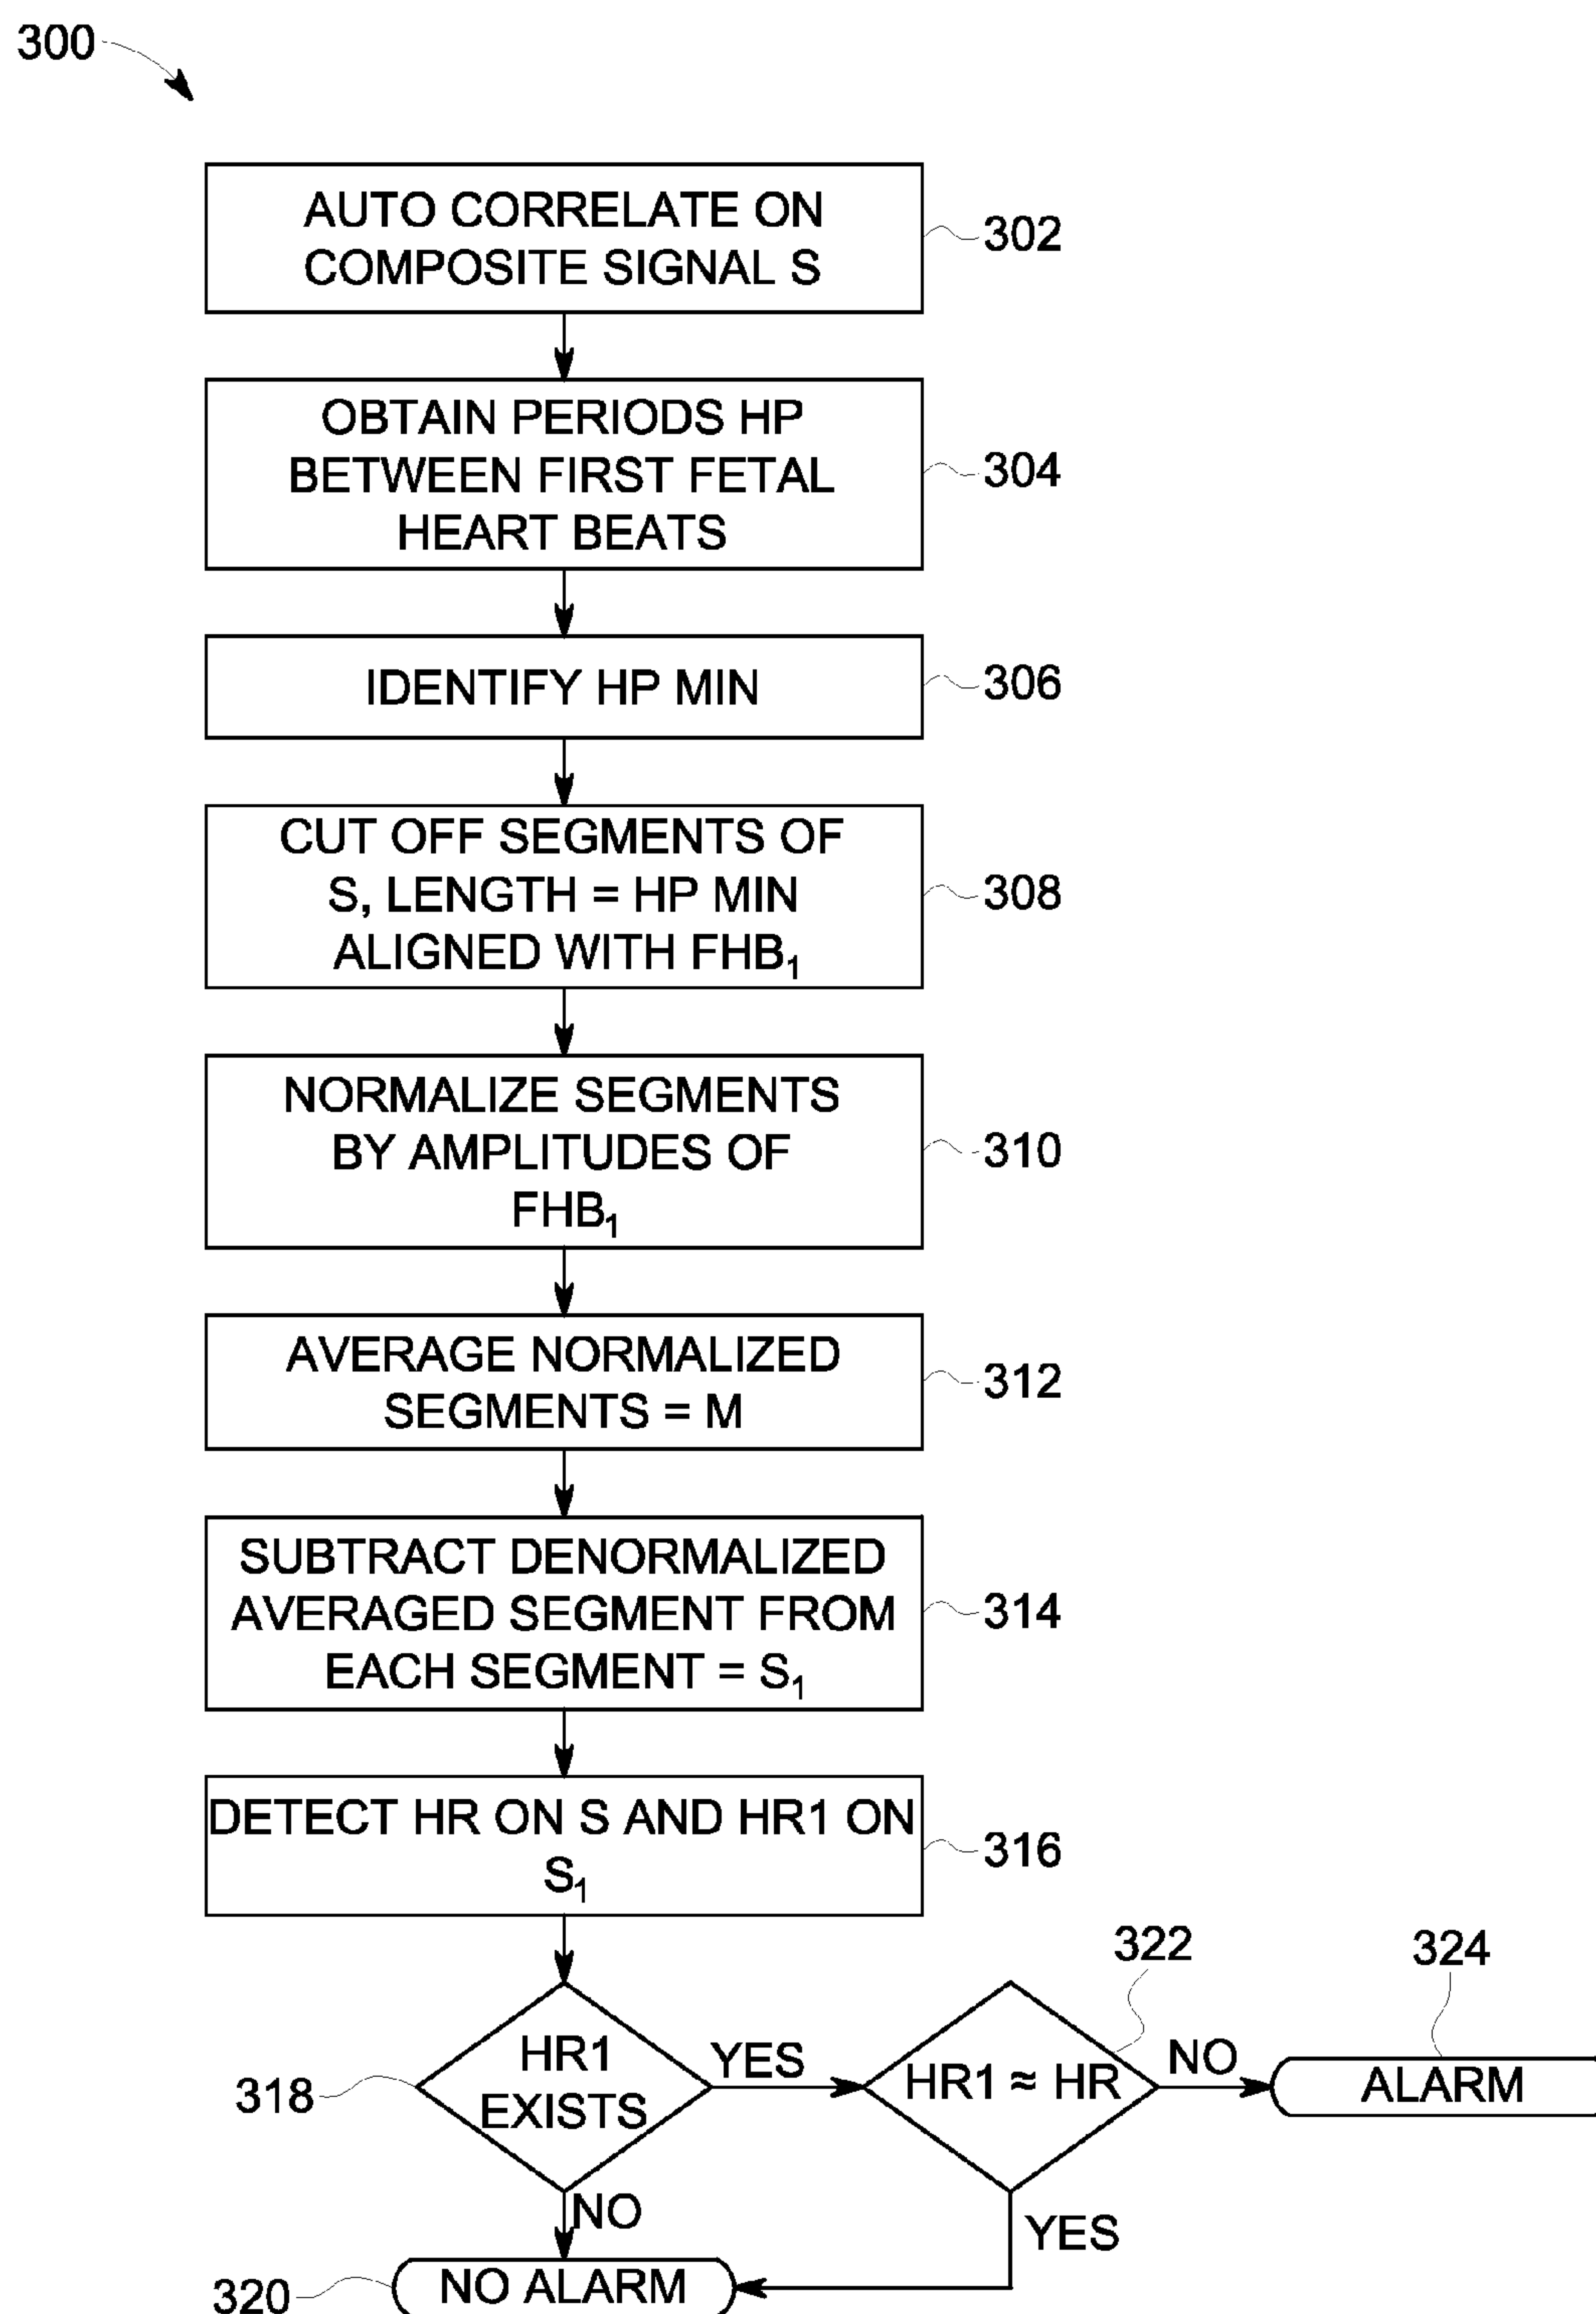 300
AUTO CORRELATE ON
COMPOSITE SIGNAL S
302
OBTAIN PERIODS HP
BETWEEN FIRST FETAL
HEART BEATS
304
IDENTIFY HP MIN
306
CUT OFF SEGMENTS OF
S, LENGTH = HP MIN
ALIGNED WITH FHB₁
308
NORMALIZE SEGMENTS
BY AMPLITUDES OF
FHB₁
310
AVERAGE NORMALIZED
SEGMENTS = M
312
SUBTRACT DENORMALIZED
AVERAGED SEGMENT FROM
EACH SEGMENT = S₁
314
DETECT HR ON S AND HR1 ON
S₁
316
HR1
EXISTS
318
YES
NO
HR1 ≈ HR
322
NO
YES
ALARM
324
NO ALARM
320